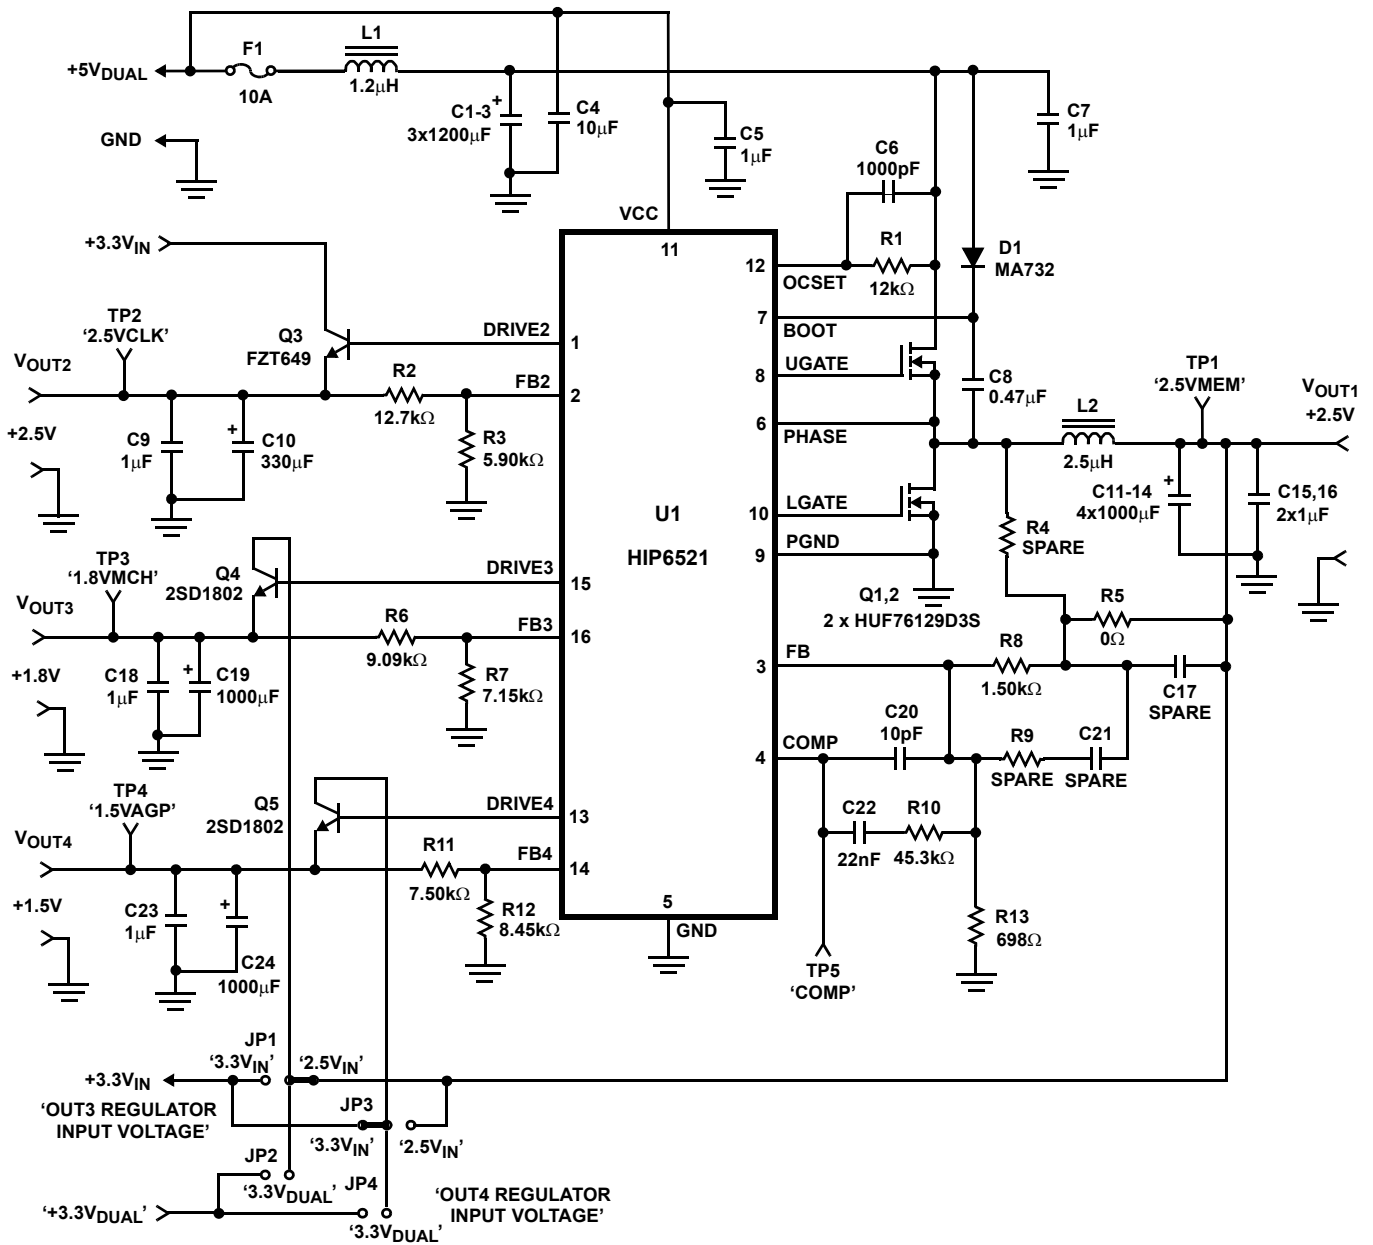 F1
10A
L1
1.2μH
+5VDUAL
GND
C1-3
3x1200μF
+
C4
10μF
C5
1μF
C6
1000pF
C7
1μF
VCC
11
+3.3VIN
12
OCSET
R1
12kΩ
D1
MA732
7
BOOT
TP2
‘2.5VCLK’
Q3
FZT649
DRIVE2
1
8
UGATE
VOUT2
+2.5V
R2
12.7kΩ
FB2
2
C8
0.47μF
TP1
‘2.5VMEM’
VOUT1
+2.5V
6
PHASE
L2
2.5μH
C9
1μF
+
C10
330μF
R3
5.90kΩ
U1
HIP6521
10
LGATE
9
PGND
R4
SPARE
+
C11-14
4x1000μF
C15,16
2x1μF
TP3
‘1.8VMCH’
Q4
2SD1802
DRIVE3
15
Q1,2
2 x HUF76129D3S
R5
0Ω
VOUT3
+1.8V
R6
9.09kΩ
FB3
16
3
FB
R8
1.50kΩ
C17
SPARE
C18
1μF
+
C19
1000μF
R7
7.15kΩ
4
COMP
C20
10pF
R9
SPARE
C21
SPARE
TP4
‘1.5VAGP’
Q5
2SD1802
DRIVE4
13
C22
22nF
R10
45.3kΩ
VOUT4
+1.5V
R11
7.50kΩ
FB4
14
C23
1μF
+
C24
1000μF
R12
8.45kΩ
5
GND
R13
698Ω
TP5
‘COMP’
JP1
‘3.3VIN’
‘2.5VIN’
+3.3VIN
‘OUT3 REGULATOR
INPUT VOLTAGE’
JP3
‘3.3VIN’
‘2.5VIN’
JP2
‘3.3VDUAL’
JP4
‘3.3VDUAL’
‘+3.3VDUAL’
‘OUT4 REGULATOR
INPUT VOLTAGE’